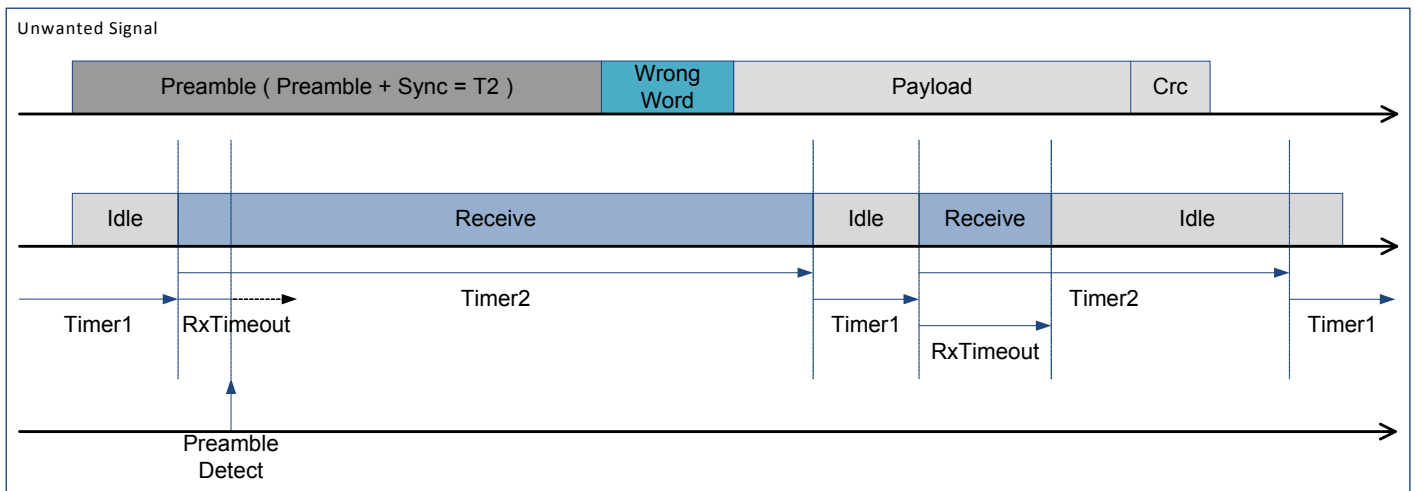 Unwanted Signal
Preamble ( Preamble + Sync = T2 )
Wrong
Word
Payload
Crc
Idle
Receive
Idle
Receive
Idle
Timer2
Timer2
Timer1
RxTimeout
Timer1
RxTimeout
Timer1
Preamble
Detect